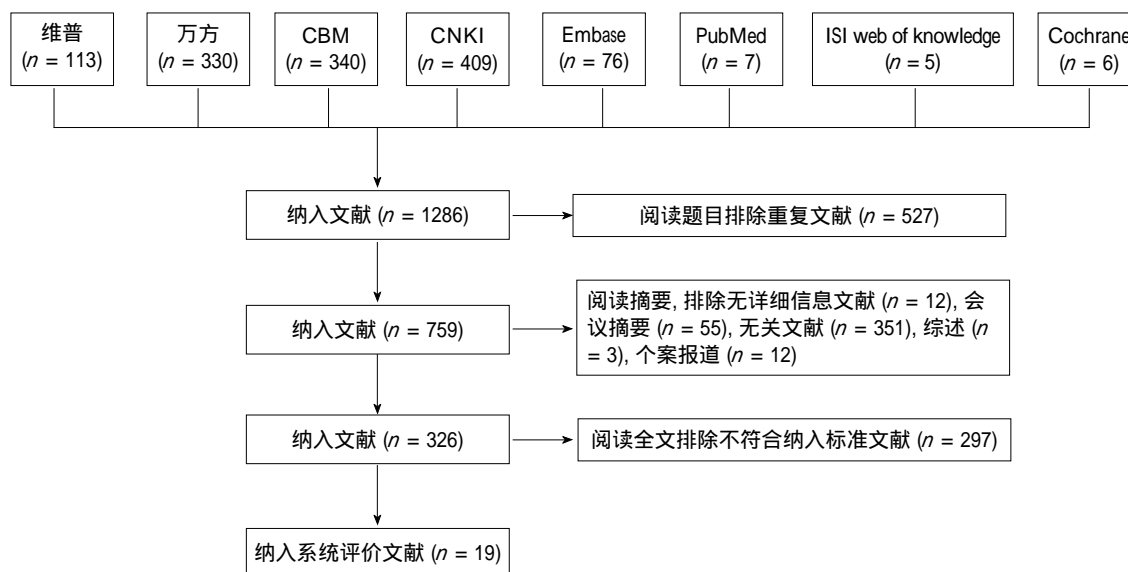 维普
(n = 113)
万方
(n = 330)
CBM
(n = 340)
CNKI
(n = 409)
Embase
(n = 76)
PubMed
(n = 7)
ISI web of knowledge
(n = 5)
Cochrane
(n = 6)
纳入文献 (n = 1286)
阅读题目排除重复文献 (n = 527)
纳入文献 (n = 759)
阅读摘要, 排除无详细信息文献 (n = 12), 会
议摘要 (n = 55), 无关文献 (n = 351), 综述 (n
= 3), 个案报道 (n = 12)
纳入文献 (n = 326)
阅读全文排除不符合纳入标准文献 (n = 297)
纳入系统评价文献 (n = 19)